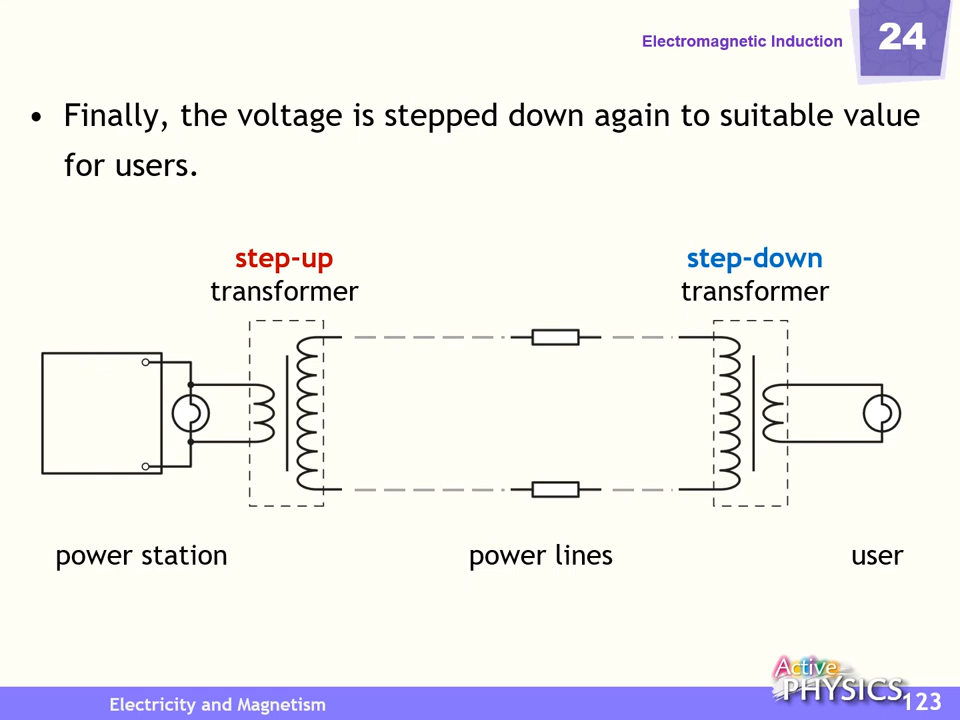 Electromagnetic Induction
24
• Finally, the voltage is stepped down again to suitable value
for users.
step-up
transformer
step-down
transformer
power station
power lines
user
Active
PHYSICS
Electricity and Magnetism
123